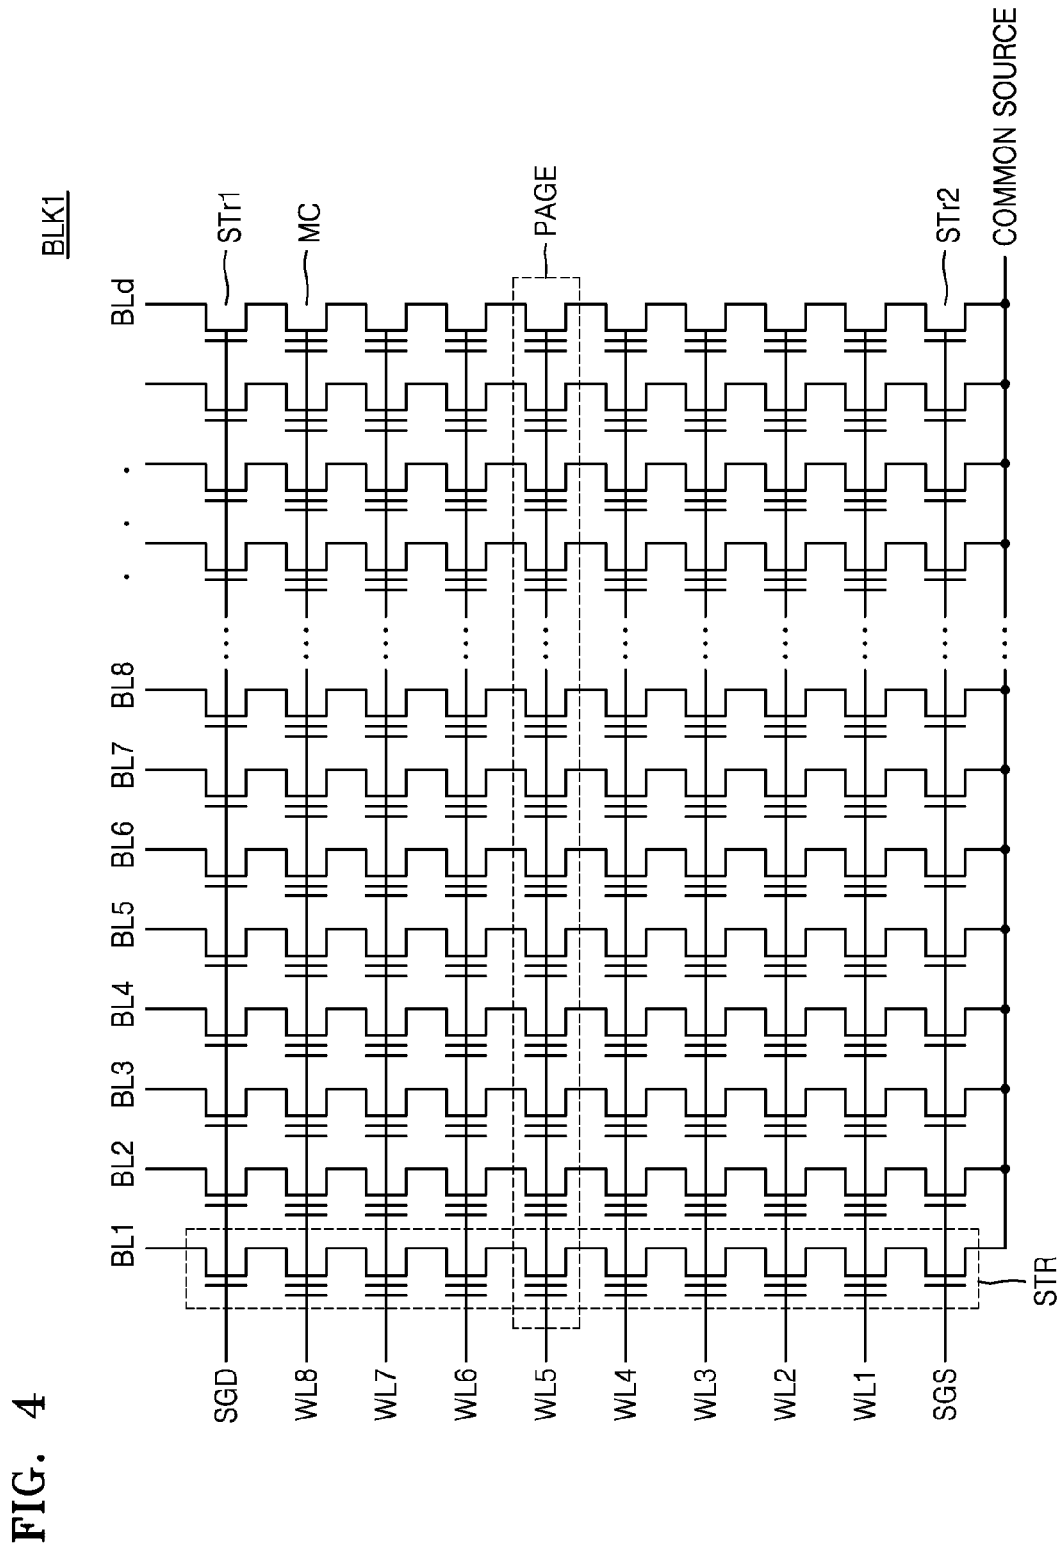 FIG. 4
BLK1
BL1 BL2 BL3 BL4 BL5 BL6 BL7 BL8 . . . BLd
SGD
STr1
WL8
MC
WL7
WL6
WL5
PAGE
WL4
WL3
WL2
WL1
SGS
STr2
COMMON SOURCE
STR